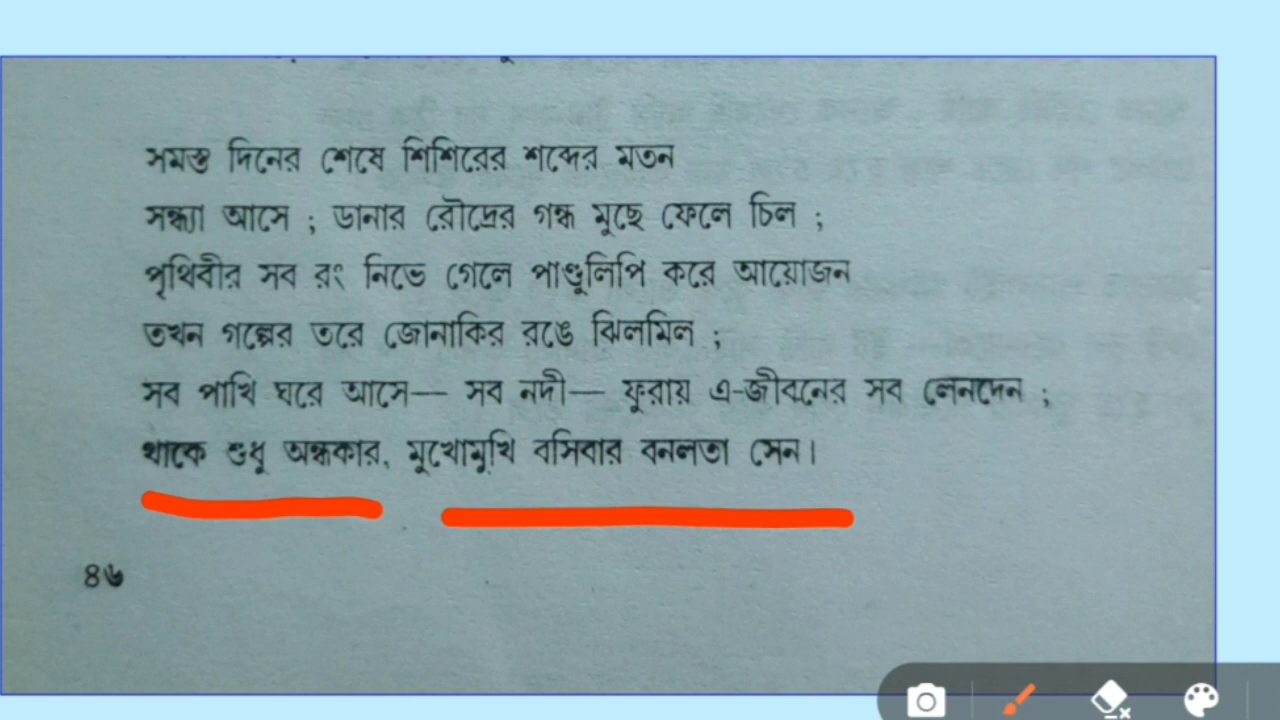 সমস্ত দিনের শেষে শিশিরের শব্দের মতন
সন্ধ্যা আসে ; ডানার রৌদ্রের গন্ধ মুছে ফেলে চিল ;
পৃথিবীর সব রং নিভে গেলে পাণ্ডুলিপি করে আয়োজন
তখন গল্পের তরে জোনাকির রঙে ঝিলমিল ;
সব পাখি ঘরে আসে— সব নদী— ফুরায় এ-জীবনের সব লেনদেন ;
থাকে শুধু অন্ধকার, মুখোমুখি বসিবার বনলতা সেন।
৪৬